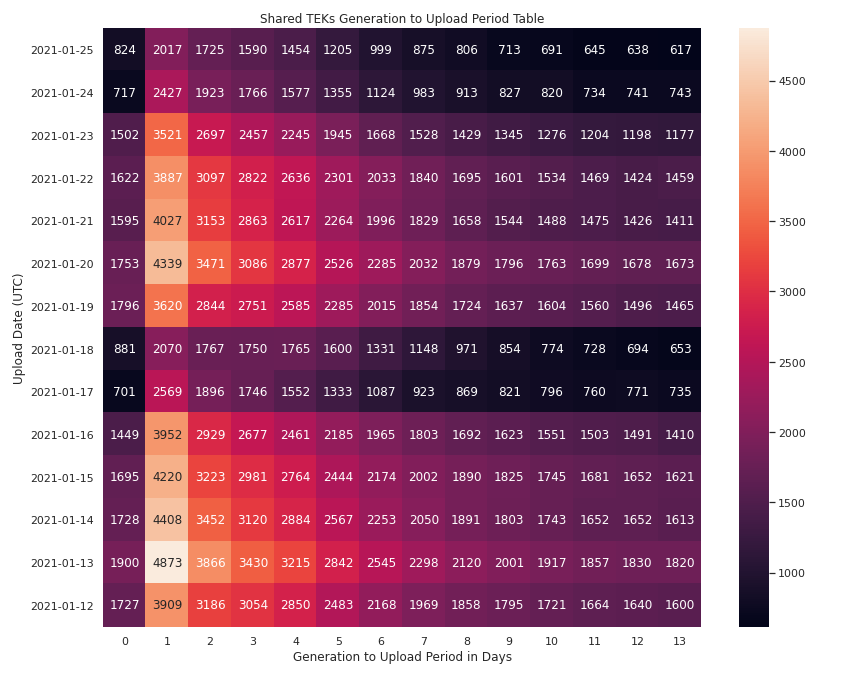 Shared TEKs Generation to Upload Period Table
Upload Date (UTC)
2021-01-25 824 2017 1725 1590 1454 1205 999 875 806 713 691 645 638 617
2021-01-24 717 2427 1923 1766 1577 1355 1124 983 913 827 820 734 741 743
2021-01-23 1502 3521 2697 2457 2245 1945 1668 1528 1429 1345 1276 1204 1198 1177
2021-01-22 1622 3887 3097 2822 2636 2301 2033 1840 1695 1601 1534 1469 1424 1459
2021-01-21 1595 4027 3153 2863 2617 2264 1996 1829 1658 1544 1488 1475 1426 1411
2021-01-20 1753 4339 3471 3086 2877 2526 2285 2032 1879 1796 1763 1699 1678 1673
2021-01-19 1796 3620 2844 2751 2585 2285 2015 1854 1724 1637 1604 1560 1496 1465
2021-01-18 881 2070 1767 1750 1765 1600 1331 1148 971 854 774 728 694 653
2021-01-17 701 2569 1896 1746 1552 1333 1087 923 869 821 796 760 771 735
2021-01-16 1449 3952 2929 2677 2461 2185 1965 1803 1692 1623 1551 1503 1491 1410
2021-01-15 1695 4220 3223 2981 2764 2444 2174 2002 1890 1825 1745 1681 1652 1621
2021-01-14 1728 4408 3452 3120 2884 2567 2253 2050 1891 1803 1743 1652 1652 1613
2021-01-13 1900 4873 3866 3430 3215 2842 2545 2298 2120 2001 1917 1857 1830 1820
2021-01-12 1727 3909 3186 3054 2850 2483 2168 1969 1858 1795 1721 1664 1640 1600
0 1 2 3 4 5 6 7 8 9 10 11 12 13
Generation to Upload Period in Days
4500
4000
3500
3000
2500
2000
1500
1000